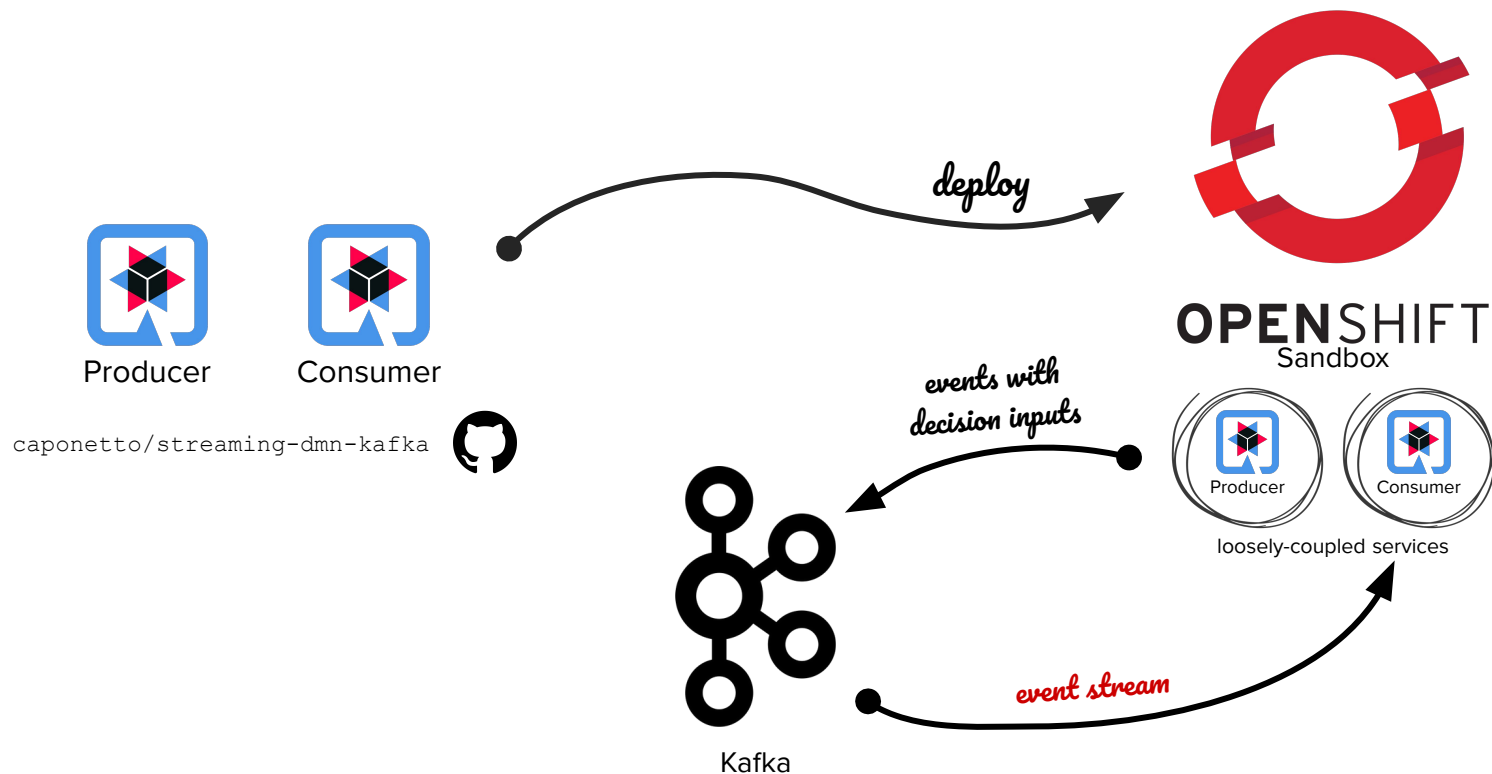 deploy
OPENSHIFT
Sandbox
Producer
Consumer
caponetto/streaming-dmn-kafka
events with
decision inputs
Producer
Consumer
loosely-coupled services
event stream
Kafka